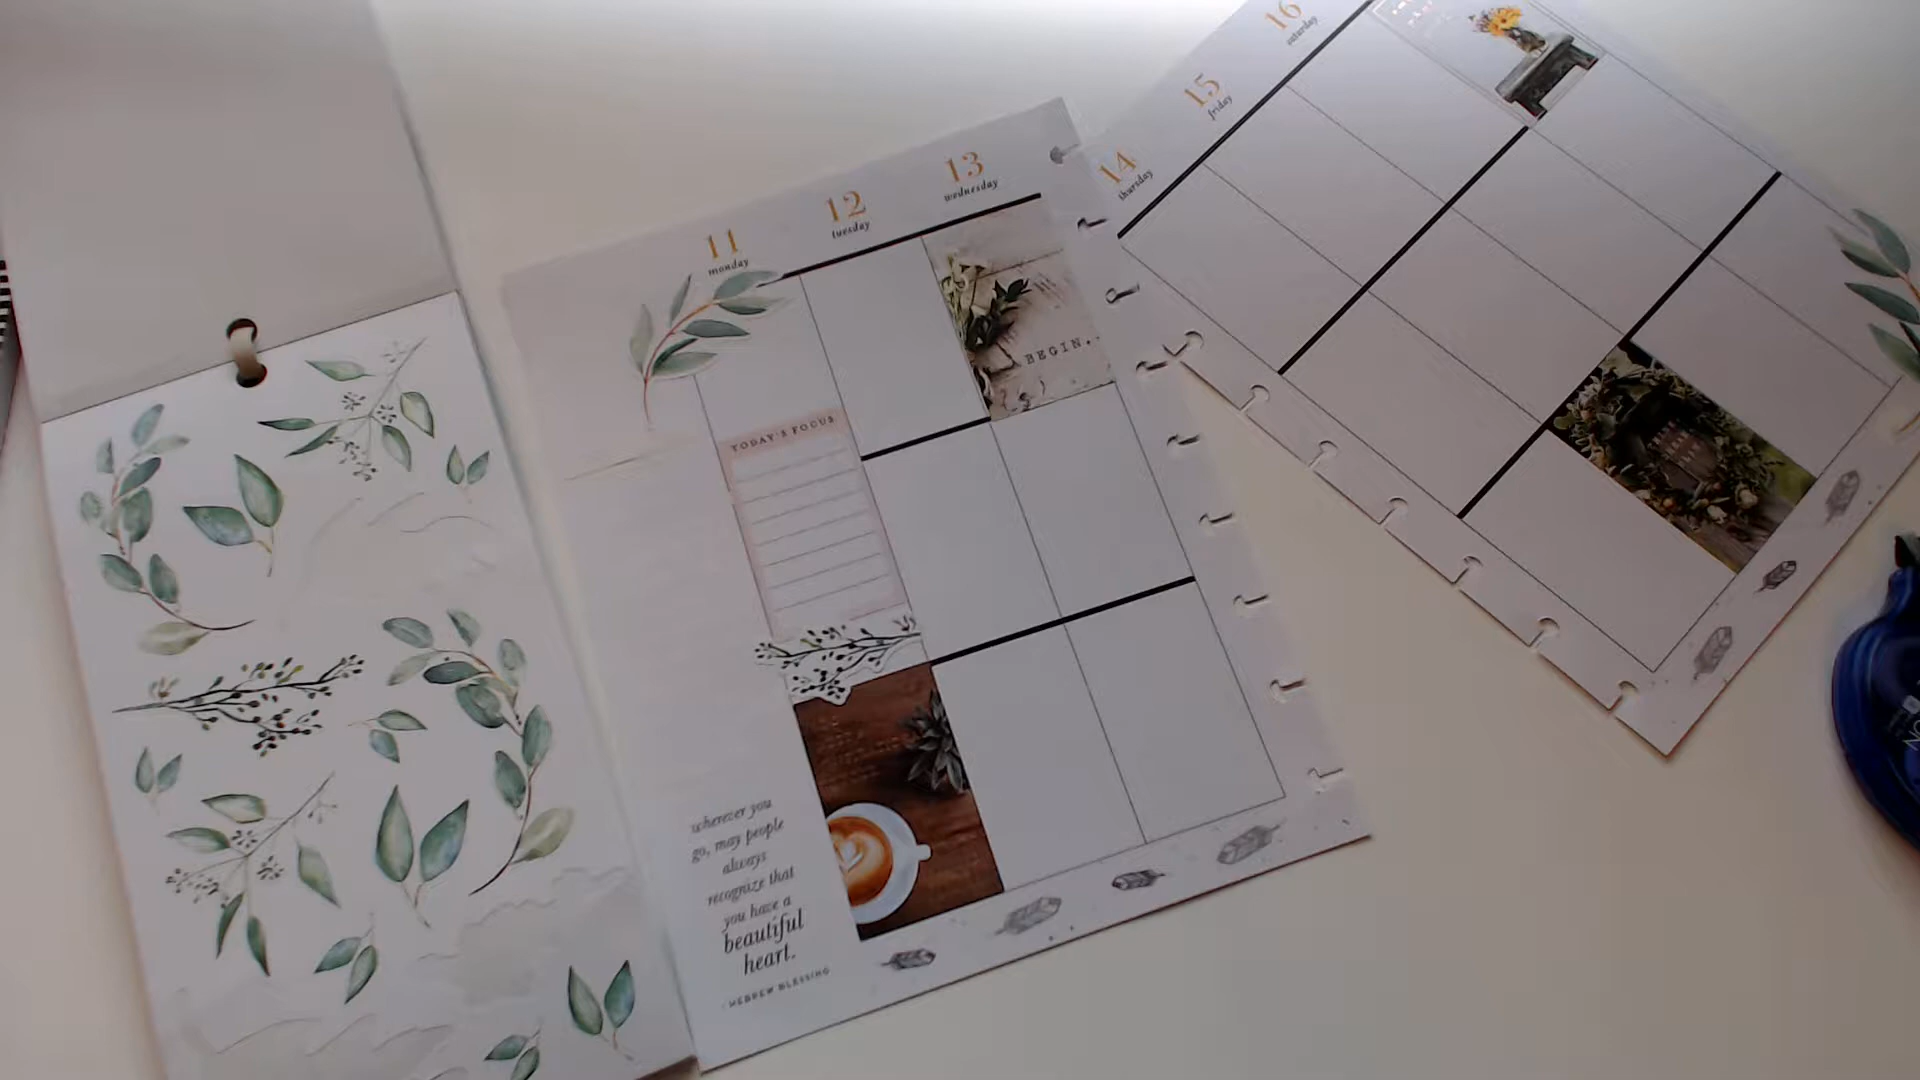 11
monday
12
tuesday
13
wednesday
BEGIN.
TODAY'S FOCUS
wherever you
go, may people
always
recognize that
you have a
beautiful
heart.
- HEBREW BLESSING
14
thursday
15
friday
16
saturday